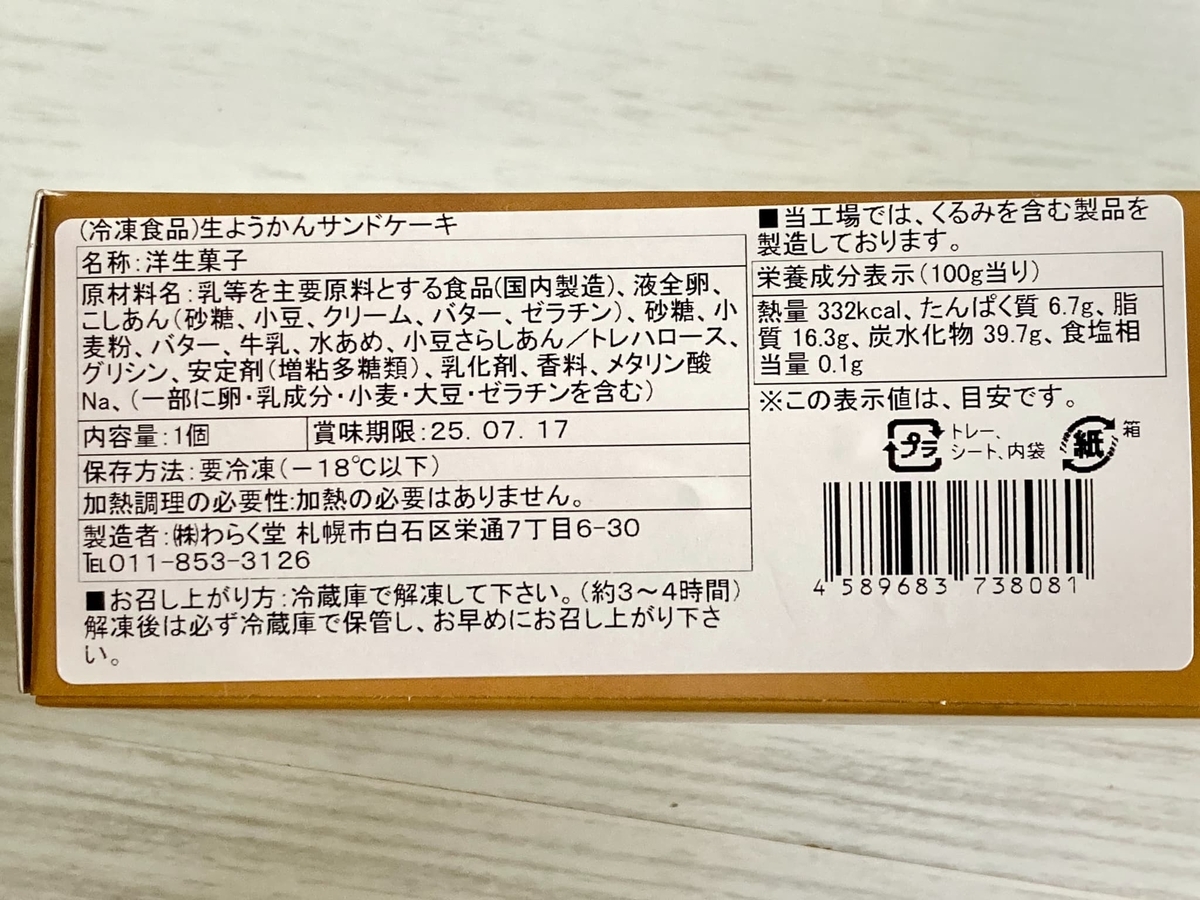 (冷凍食品)生ようかんサンドケーキ
名称:洋生菓子
原材料名:乳等を主要原料とする食品(国内製造)、液全卵、
こしあん(砂糖、小豆、クリーム、バター、ゼラチン)、砂糖、小
麦粉、バター、牛乳、水あめ、小豆さらしあん/トレハロース、
グリシン、安定剤(増粘多糖類)、乳化剤、香料、メタリン酸
Na、(一部に卵・乳成分・小麦・大豆・ゼラチンを含む)
内容量:1個 賞味期限:25. 07. 17
保存方法:要冷凍(-18℃以下)
加熱調理の必要性:加熱の必要はありません。
製造者:㈱わらく堂 札幌市白石区栄通7丁目6-30
℡011-853-3126
■お召し上がり方:冷蔵庫で解凍して下さい。(約3~4時間)
解凍後は必ず冷蔵庫で保管し、お早めにお召し上がり下さ
い。
■当工場では、くるみを含む製品を
製造しております。
栄養成分表示(100g当り)
熱量 332kcal、たんぱく質 6.7g、脂
質 16.3g、炭水化物 39.7g、食塩相
当量 0.1g
※この表示値は、目安です。
プラ トレー、
シート、内袋
紙 箱
4 589683 738081